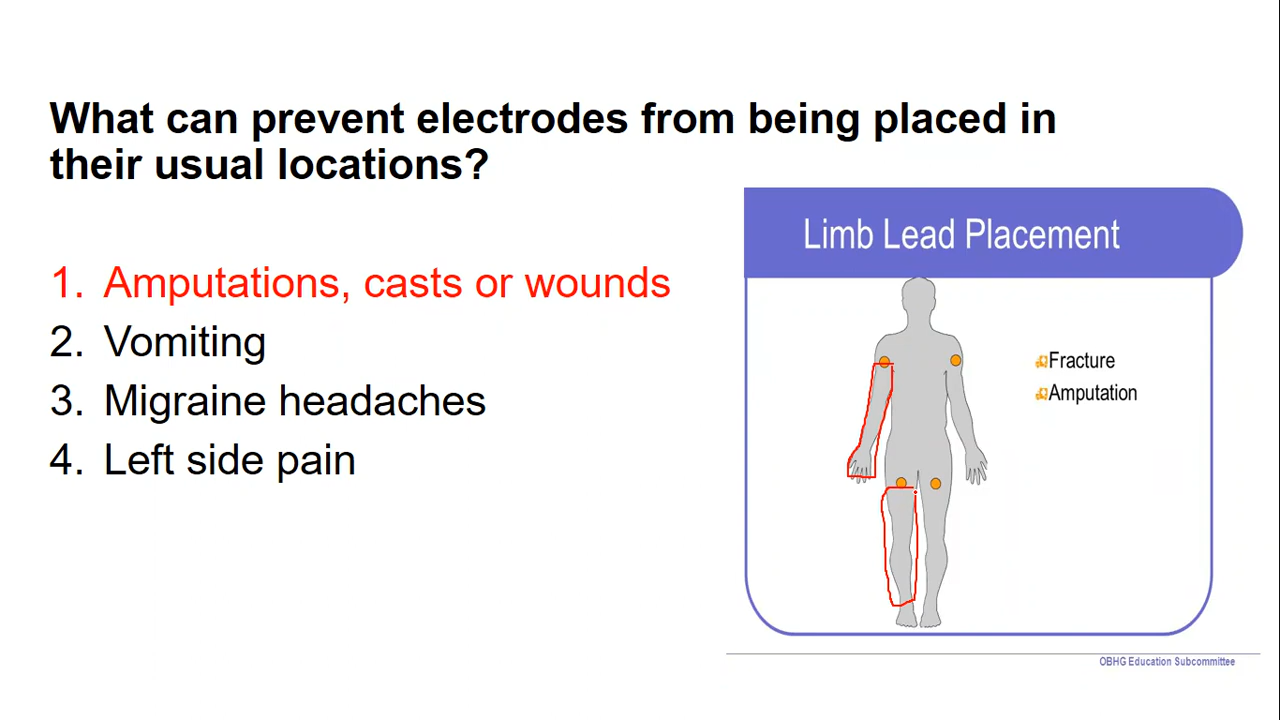 What can prevent electrodes from being placed in
their usual locations?
1. Amputations, casts or wounds
2. Vomiting
3. Migraine headaches
4. Left side pain
Limb Lead Placement
Fracture
Amputation
OBHG Education Subcommittee